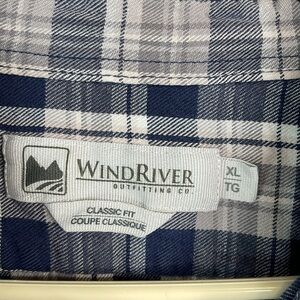 WINDRIVER
OUTFITTING CO
XL
TG
CLASSIC FIT
COUPE CLASSIQUE